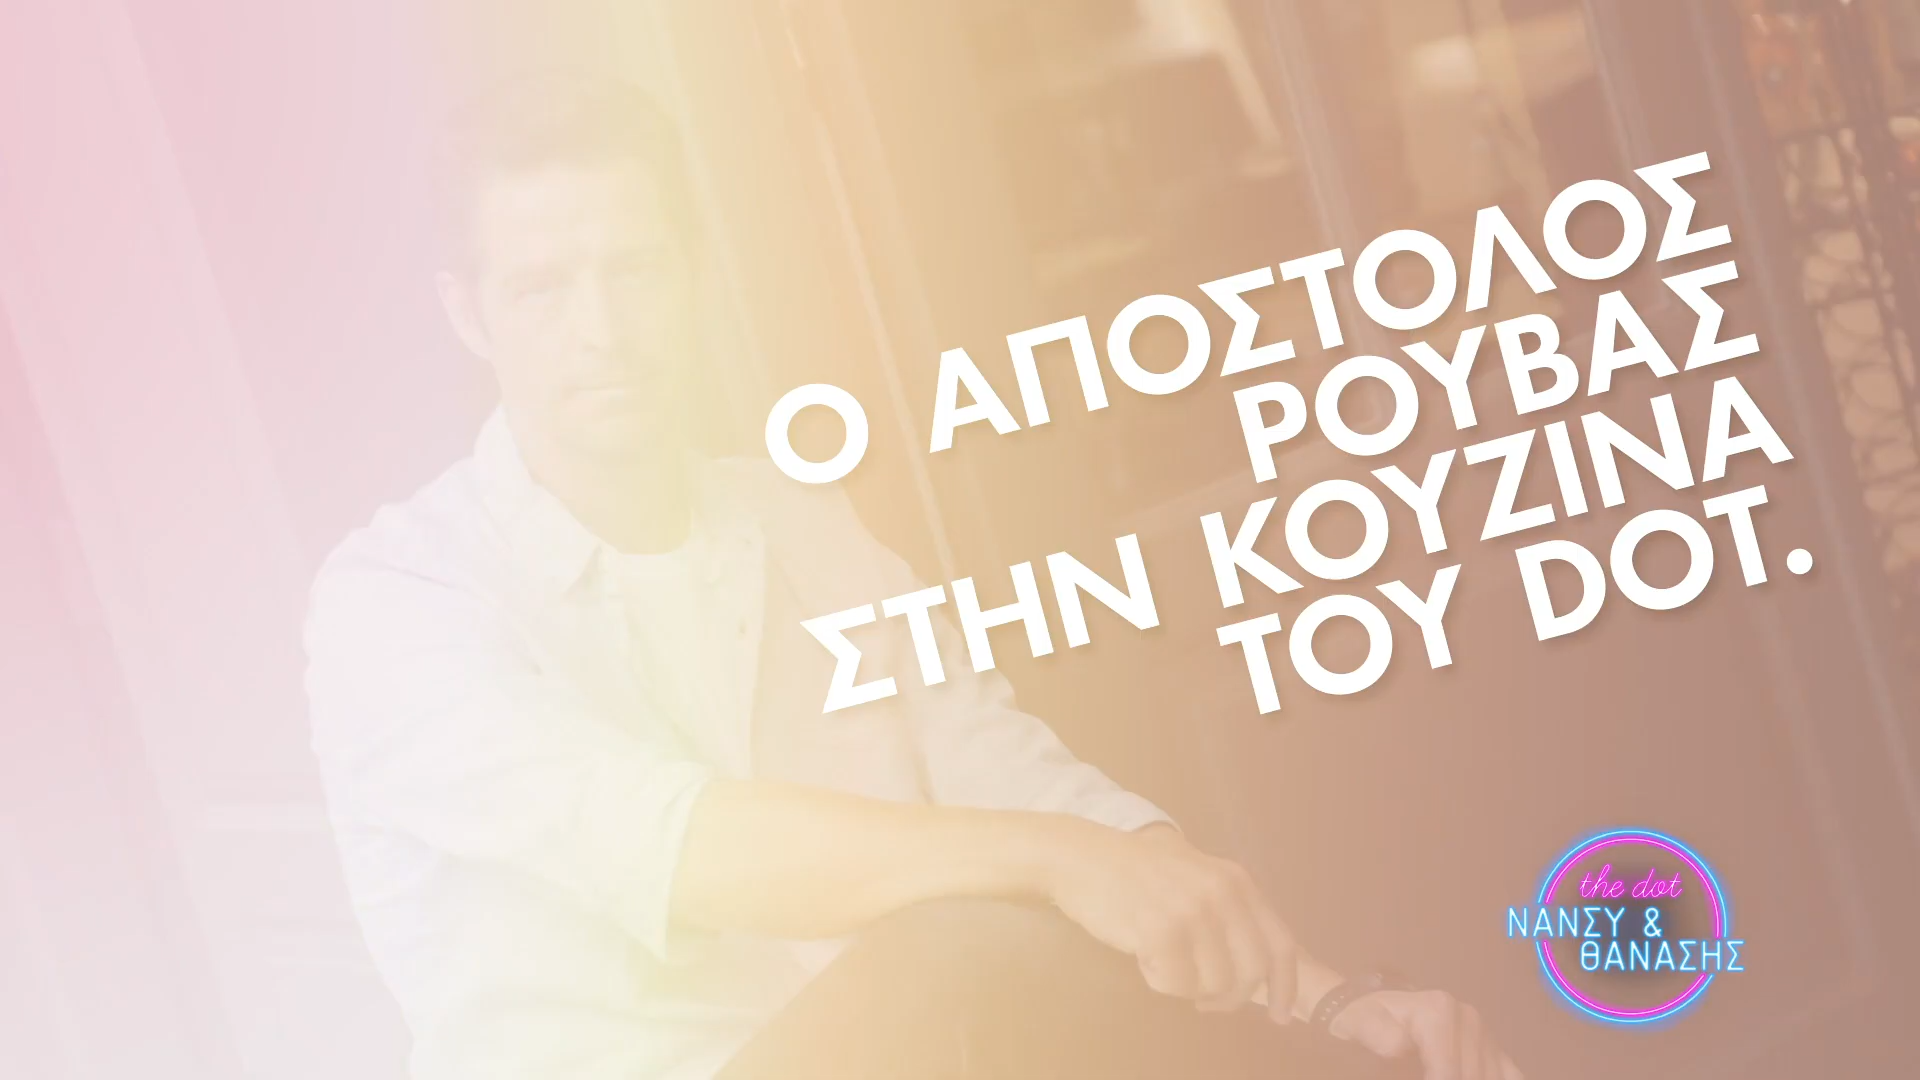 Ο ΑΠΟΣΤΟΛΟΣ
ΡΟΥΒΑΣ
ΣΤΗΝ ΚΟΥΖΙΝΑ
ΤΟΥ DOT.
the dot
ΝΑΝΣΥ &
ΘΑΝΑΣΗΣ